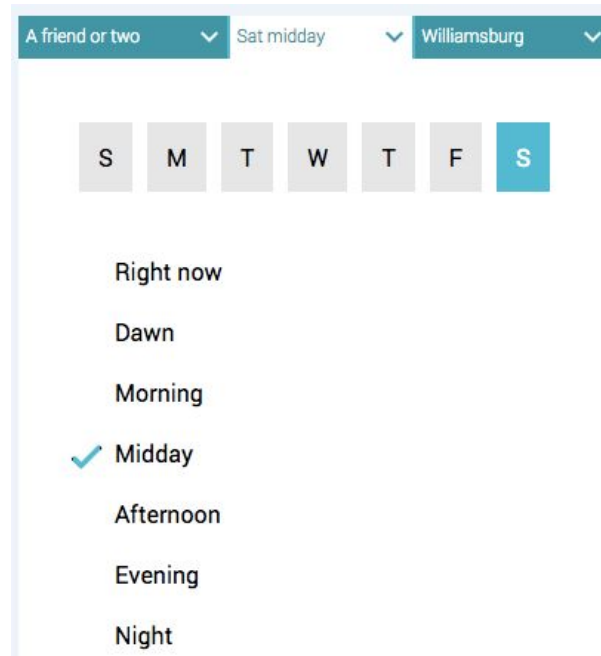 A friend or two Sat midday Williamsburg
S M T W T F S
Right now
Dawn
Morning
Midday
Afternoon
Evening
Night